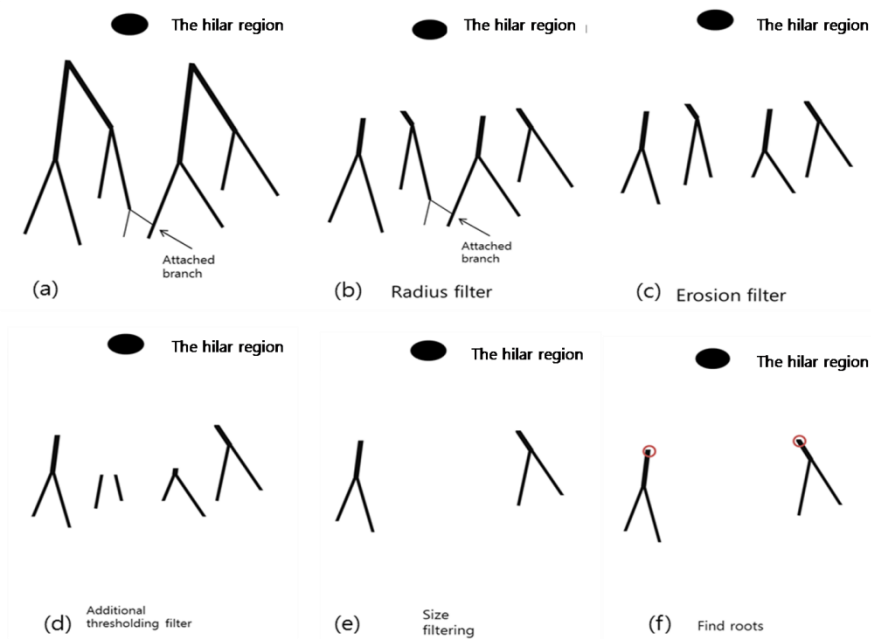 The hilar region
Attached
branch
(a)
The hilar region
Attached
branch
(b) Radius filter
The hilar region
(c) Erosion filter
The hilar region
(d) Additional
thresholding filter
The hilar region
(e) Size
filtering
The hilar region
(f) Find roots